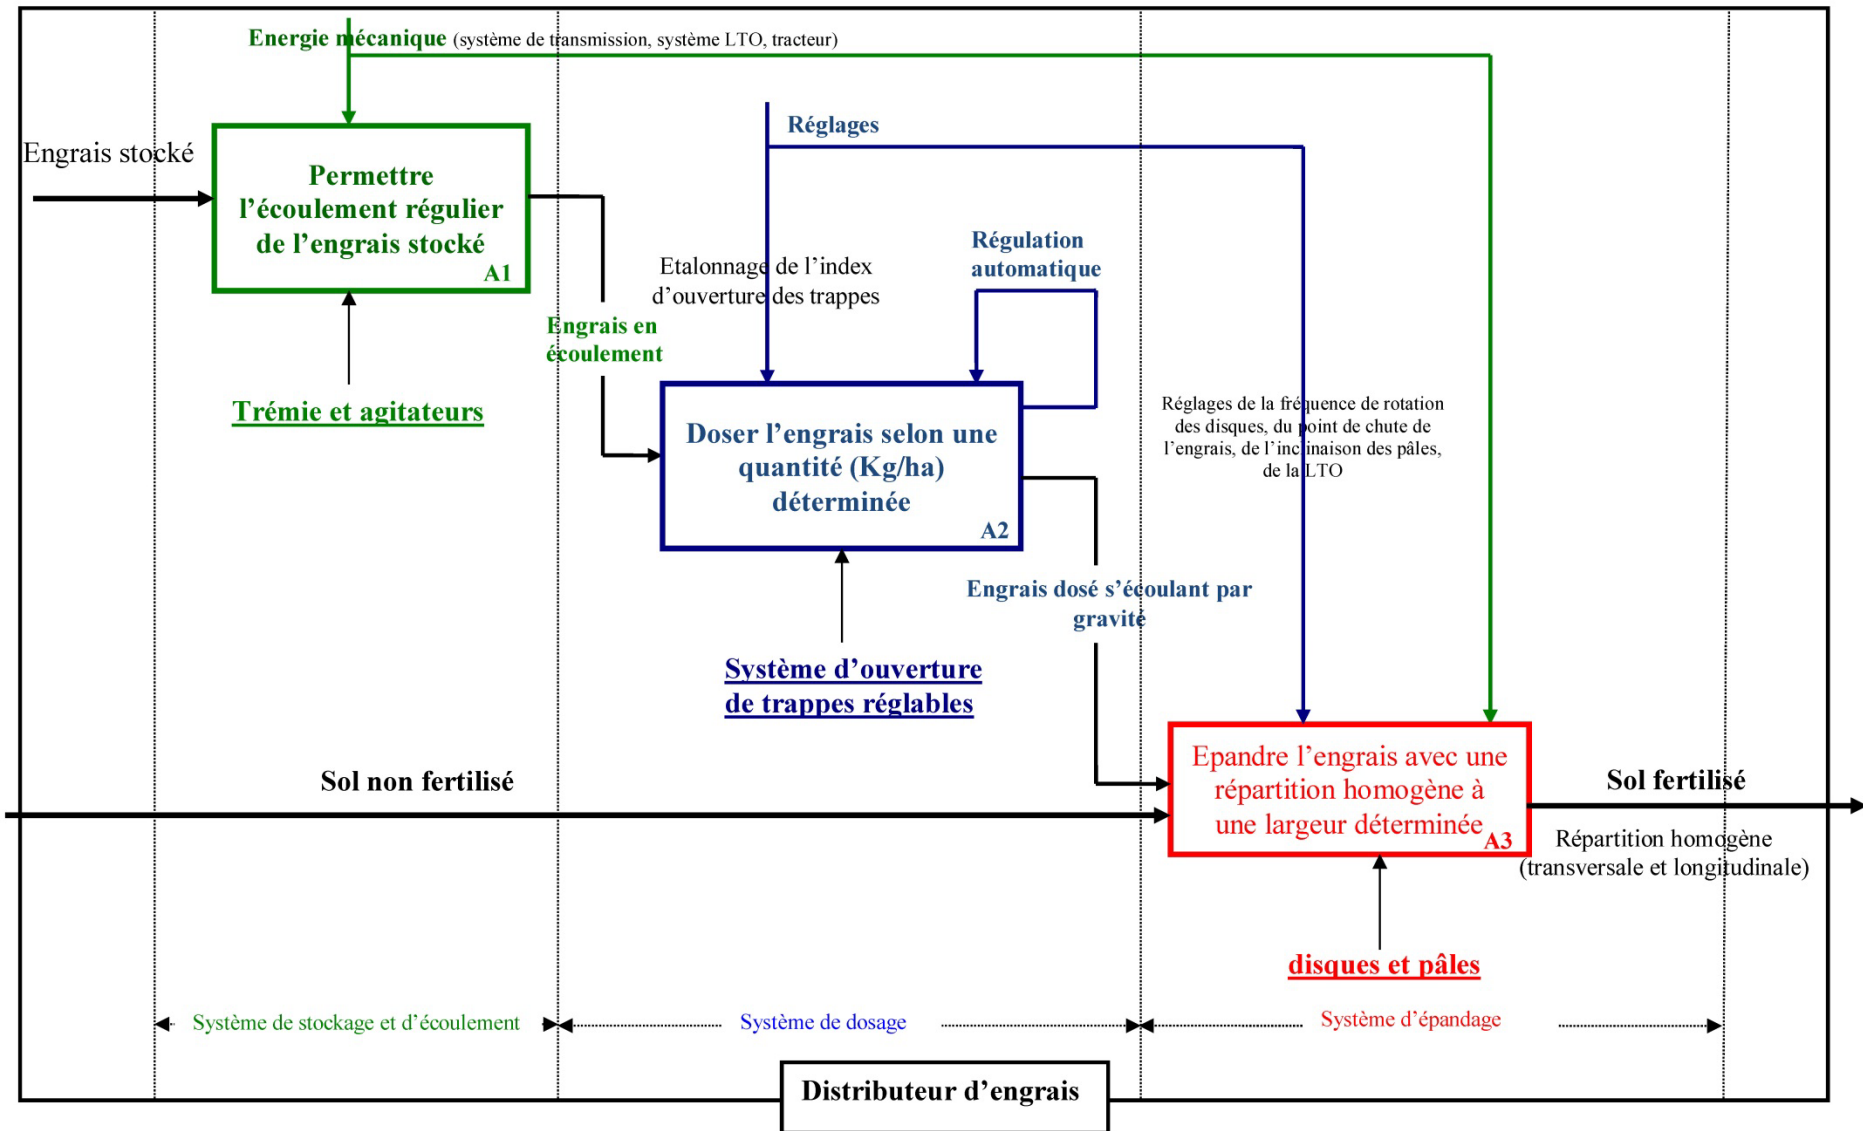 Energie mécanique (système de transmission, système LTO, tracteur)
Engrais stocké
Permettre
l’écoulement régulier
de l’engrais stocké
A1
Trémie et agitateurs
Engrais en
écoulement
Réglages
Etalonnage de l’index
d’ouverture des trappes
Régulation
automatique
Doser l’engrais selon une
quantité (Kg/ha)
déterminée
A2
Système d’ouverture
de trappes réglables
Engrais dosé s’écoulant par
gravité
Réglages de la fréquence de rotation
des disques, du point de chute de
l’engrais, de l’inclinaison des pâles,
de la LTO
Sol non fertilisé
Epandre l’engrais avec une
répartition homogène à
une largeur déterminée
A3
disques et pâles
Sol fertilisé
Répartition homogène
(transversale et longitudinale)
Système de stockage et d’écoulement
Système de dosage
Système d’épandage
Distributeur d’engrais